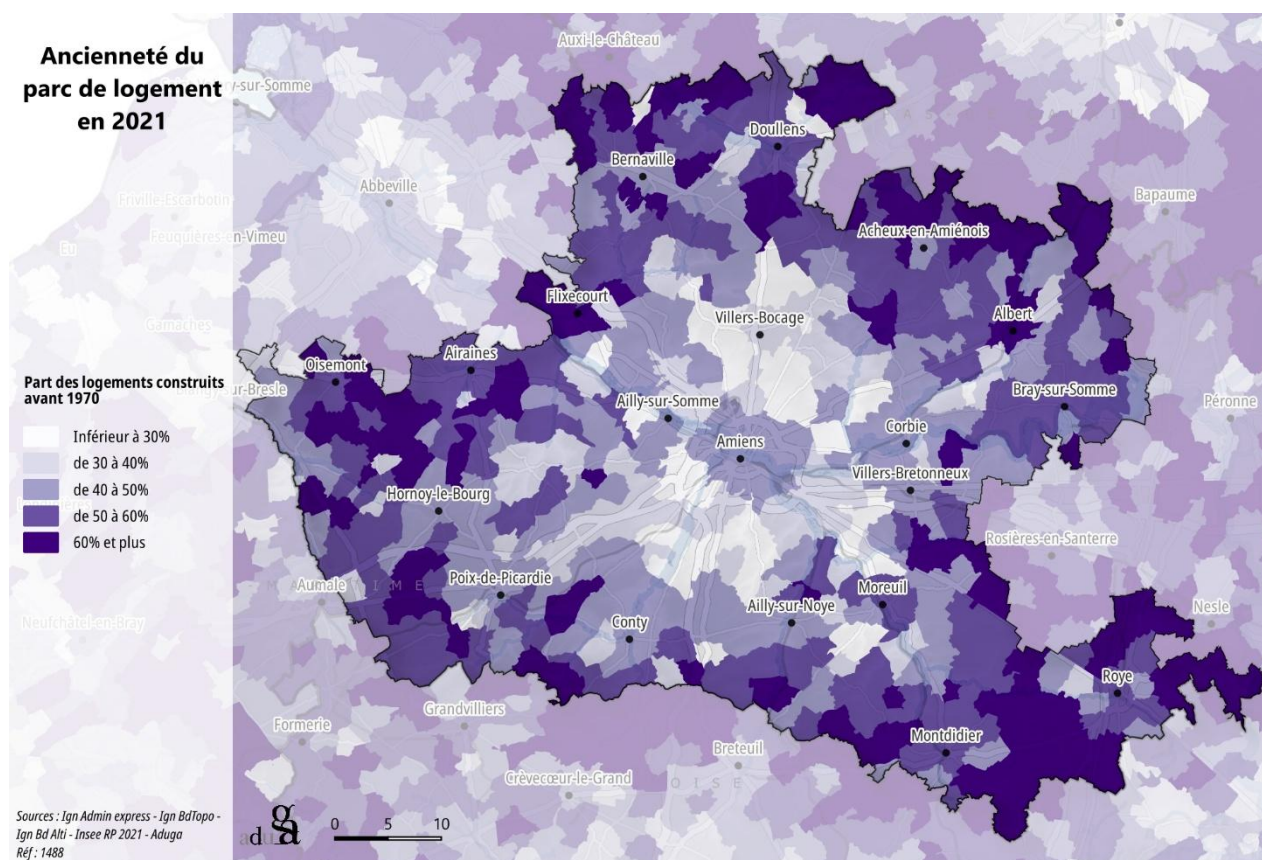 Ancienneté du
parc de logement
en 2021
Auxi-le-Château
Doullens
Bernaville
Abbeville
Bapaume
Friville-Escarbotin
Acheux-en-Amiénois
Feuquières-en-Vimeu
Eu
Flixecourt
Villers-Bocage
Albert
Gamaches
Oisemont
Airaines
Part des logements construits
avant 1970
Bray-sur-Somme
Péronne
Ailly-sur-Somme
Inférieur à 30%
Corbie
Amiens
de 30 à 40%
Villers-Bretonneux
de 40 à 50%
Hornoy-le-Bourg
de 50 à 60%
60% et plus
Rosières-en-Santerre
Poix-de-Picardie
Aumale
Ailly-sur-Noye
Moreuil
Nesle
Neufchâtel-en-Bray
Conty
Roye
Grandvilliers
Formerie
Montdidier
Breteuil
Crèvecœur-le-Grand
OISE
Sources : Ign Admin express - Ign BdTopo -
Ign Bd Alti - Insee RP 2021 - Aduga
Réf : 1488
aduga
0 5 10